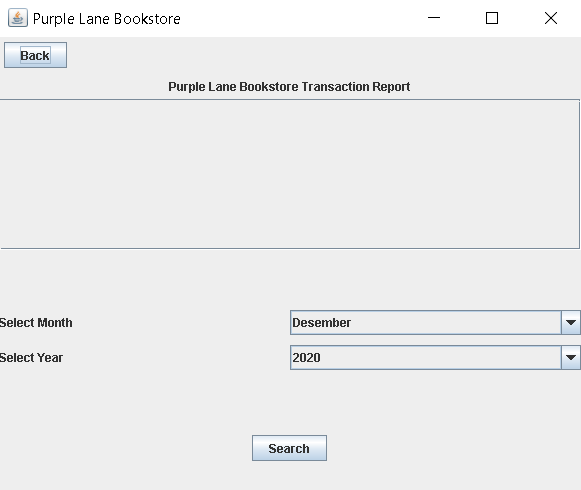 Purple Lane Bookstore
Back
Purple Lane Bookstore Transaction Report
Select Month Desember
Select Year 2020
Search